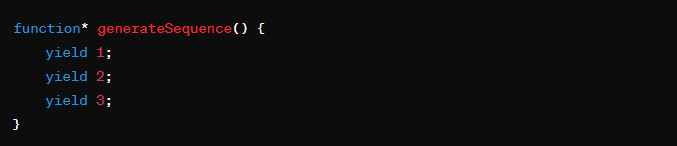 function* generateSequence() {
    yield 1;
    yield 2;
    yield 3;
}